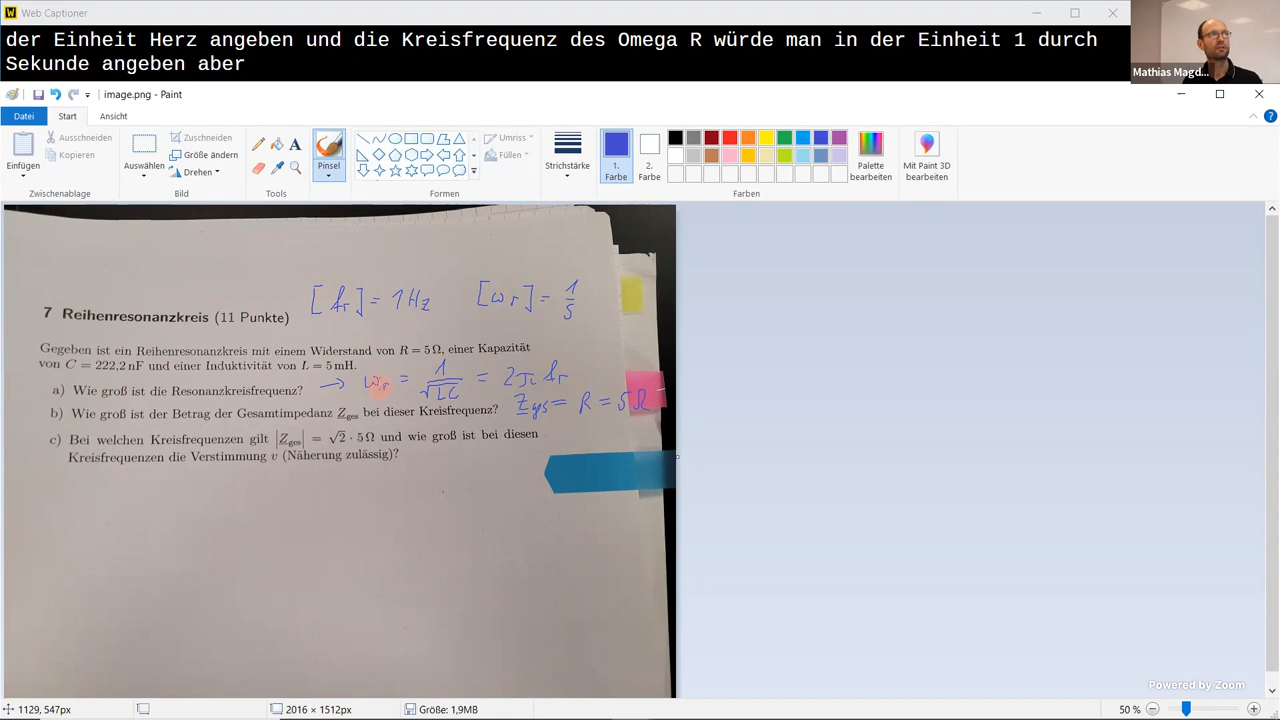 Web Captioner
der Einheit Herz angeben und die Kreisfrequenz des Omega R würde man in der Einheit 1 durch
Sekunde angeben aber
Mathias Magd...
image.png - Paint
Datei Start Ansicht
Einfügen
Ausschneiden
Kopieren
Zwischenablage
Auswählen
Zuschneiden
Größe ändern
Drehen
Bild
A
Tools
Pinsel
Umriss
Füllen
Formen
Strichstärke
1.
Farbe
2.
Farbe
Palette
bearbeiten
Mit Paint 3D
bearbeiten
Farben
[fr] = 1Hz [ωr] = 1/s
7 Reihenresonanzkreis (11 Punkte)
Gegeben ist ein Reihenresonanzkreis mit einem Widerstand von R = 5 Ω, einer Kapazität
von C = 222,2 nF und einer Induktivität von L = 5 mH.
a) Wie groß ist die Resonanzkreisfrequenz? → ωr = 1/√LC = 2π fr
b) Wie groß ist der Betrag der Gesamtimpedanz Zges bei dieser Kreisfrequenz? Zges = R = 5Ω
c) Bei welchen Kreisfrequenzen gilt |Zges| = √2 · 5 Ω und wie groß ist bei diesen
Kreisfrequenzen die Verstimmung v (Näherung zulässig)?
Powered by Zoom
1129, 547px
2016 × 1512px
Größe: 1,9MB
50 %